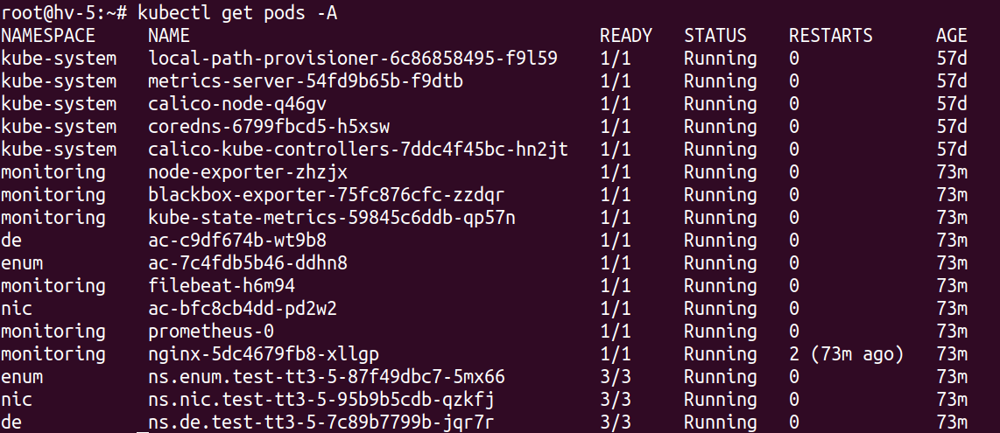 root@hv-5:~# kubectl get pods -A
NAMESPACE NAME READY STATUS RESTARTS AGE
kube-system local-path-provisioner-6c86858495-f9l59 1/1 Running 0 57d
kube-system metrics-server-54fd9b65b-f9dtb 1/1 Running 0 57d
kube-system calico-node-q46gv 1/1 Running 0 57d
kube-system coredns-6799fbcd5-h5xsw 1/1 Running 0 57d
kube-system calico-kube-controllers-7ddc4f45bc-hn2jt 1/1 Running 0 57d
monitoring node-exporter-zhzjx 1/1 Running 0 73m
monitoring blackbox-exporter-75fc876cfc-zzdqr 1/1 Running 0 73m
monitoring kube-state-metrics-59845c6ddb-qp57n 1/1 Running 0 73m
de ac-c9df674b-wt9b8 1/1 Running 0 73m
enum ac-7c4fdb5b46-ddhn8 1/1 Running 0 73m
monitoring filebeat-h6m94 1/1 Running 0 73m
nic ac-bfc8cb4dd-pd2w2 1/1 Running 0 73m
monitoring prometheus-0 1/1 Running 0 73m
monitoring nginx-5dc4679fb8-xllgp 1/1 Running 2 (73m ago) 73m
enum ns.enum.test-tt3-5-87f49dbc7-5mx66 3/3 Running 0 73m
nic ns.nic.test-tt3-5-95b9b5cdb-qzkfj 3/3 Running 0 73m
de ns.de.test-tt3-5-7c89b7799b-jqr7r 3/3 Running 0 73m